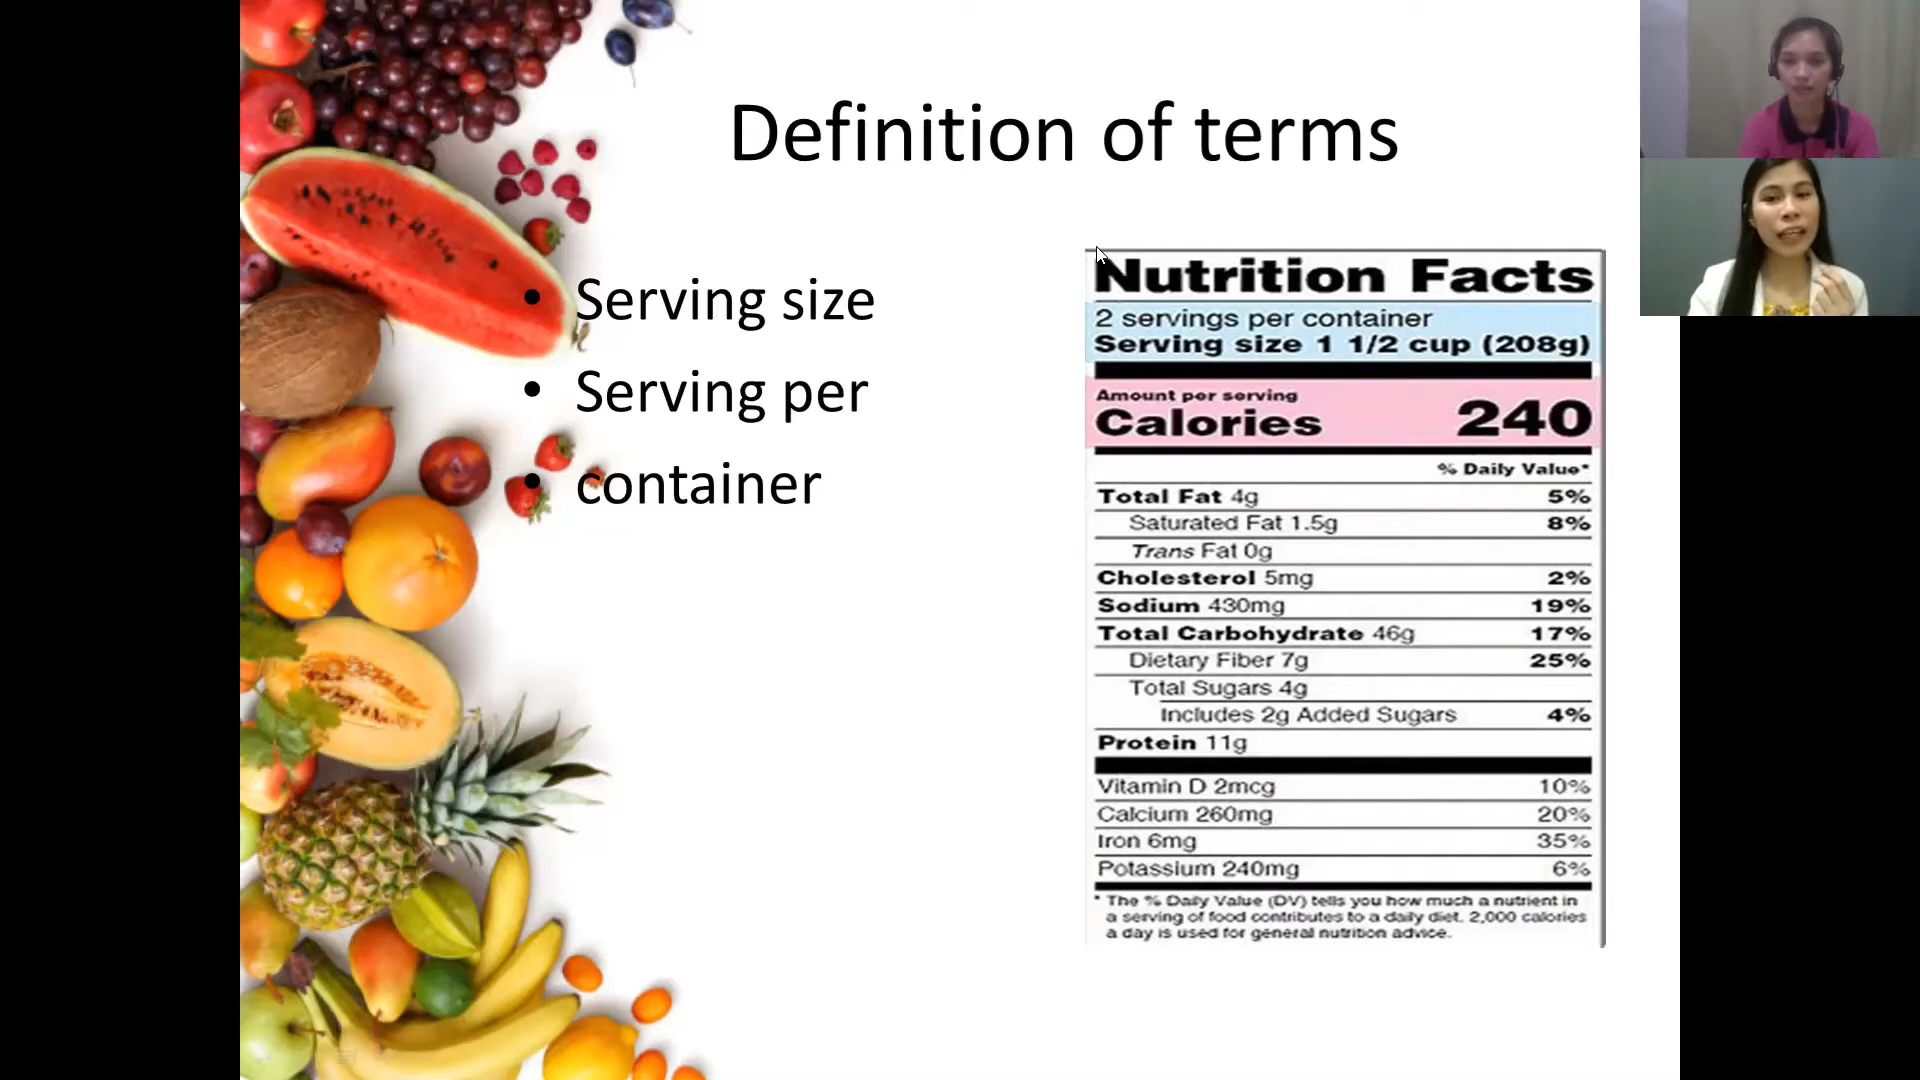 Definition of terms
• Serving size
• Serving per
• container
Nutrition Facts
2 servings per container
Serving size 1 1/2 cup (208g)
Amount per serving
Calories 240
% Daily Value*
Total Fat 4g 5%
Saturated Fat 1.5g 8%
Trans Fat 0g
Cholesterol 5mg 2%
Sodium 430mg 19%
Total Carbohydrate 46g 17%
Dietary Fiber 7g 25%
Total Sugars 4g
Includes 2g Added Sugars 4%
Protein 11g
Vitamin D 2mcg 10%
Calcium 260mg 20%
Iron 6mg 35%
Potassium 240mg 6%
* The % Daily Value (DV) tells you how much a nutrient in
a serving of food contributes to a daily diet. 2,000 calories
a day is used for general nutrition advice.